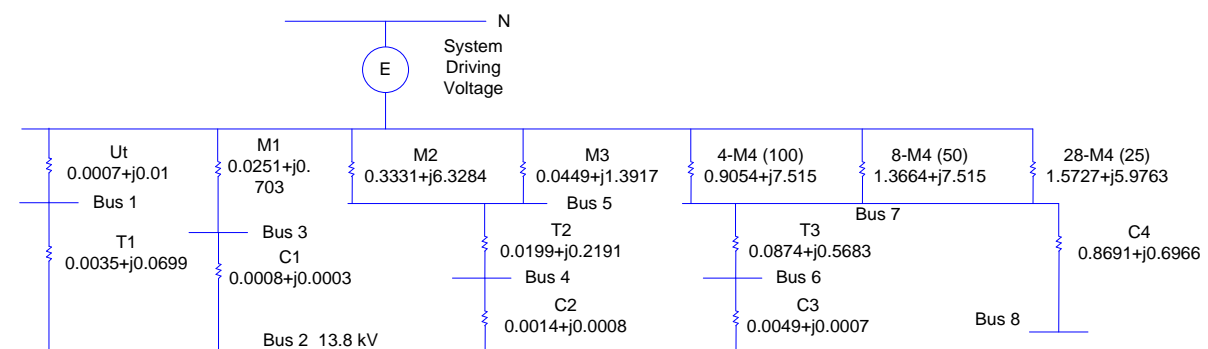 N
System
Driving
Voltage
E
Ut
0.0007+j0.01
M1
0.0251+j0.
703
M2
0.3331+j6.3284
M3
0.0449+j1.3917
4-M4 (100)
0.9054+j7.515
8-M4 (50)
1.3664+j7.515
28-M4 (25)
1.5727+j5.9763
Bus 1
Bus 5
Bus 7
T1
0.0035+j0.0699
Bus 3
C1
0.0008+j0.0003
T2
0.0199+j0.2191
T3
0.0874+j0.5683
C4
0.8691+j0.6966
Bus 4
Bus 6
C2
0.0014+j0.0008
C3
0.0049+j0.0007
Bus 8
Bus 2 13.8 kV